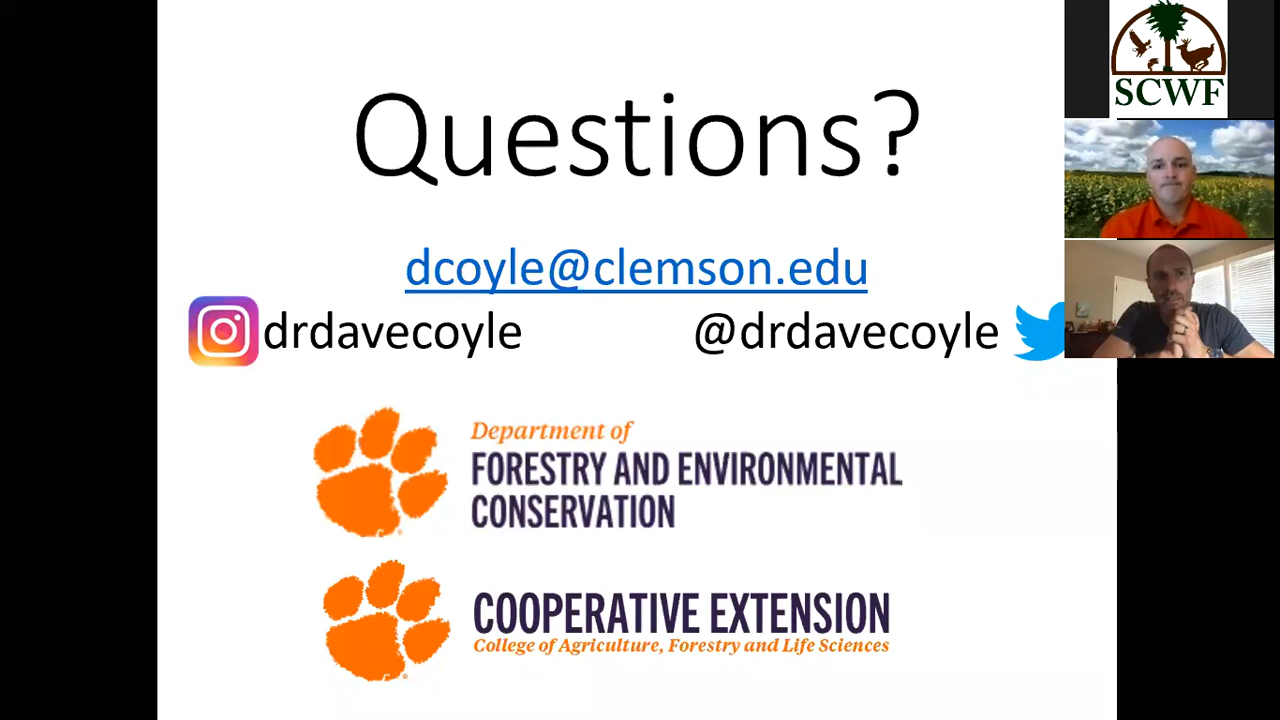 Questions?
SCWF
dcoyle@clemson.edu
drdavecoyle
@drdavecoyle
Department of
FORESTRY AND ENVIRONMENTAL
CONSERVATION
COOPERATIVE EXTENSION
College of Agriculture, Forestry and Life Sciences